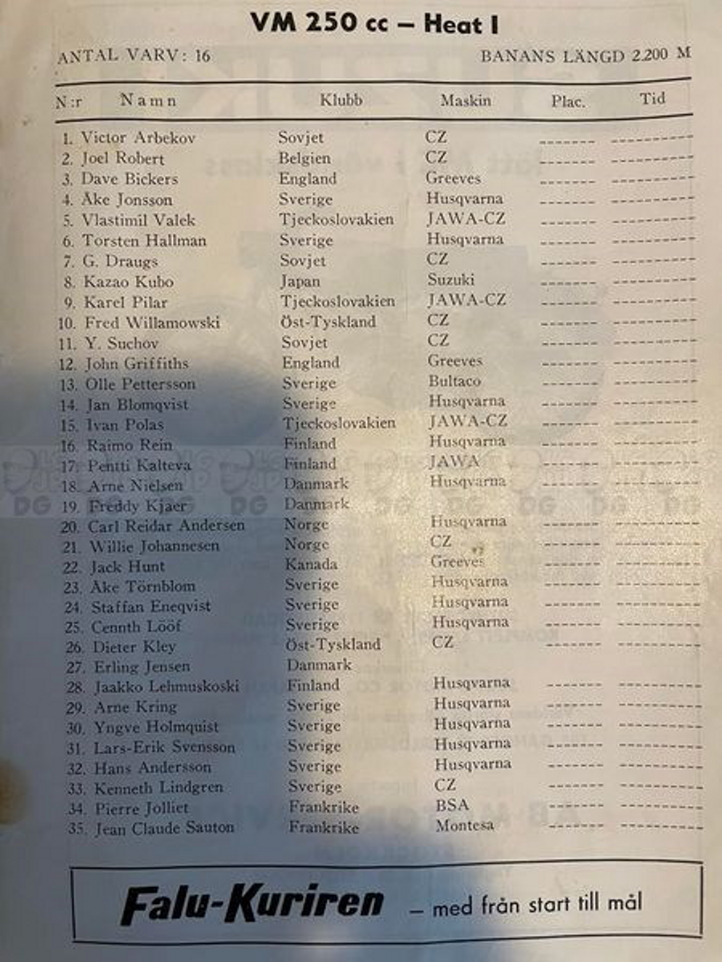 VM 250 cc – Heat I
ANTAL VARV: 16 BANANS LÄNGD 2.200 M
N:r Namn Klubb Maskin Plac. Tid
1. Victor Arbekov Sovjet CZ
2. Joel Robert Belgien CZ
3. Dave Bickers England Greeves
4. Åke Jonsson Sverige Husqvarna
5. Vlastimil Valek Tjeckoslovakien JAWA-CZ
6. Torsten Hallman Sverige Husqvarna
7. G. Draugs Sovjet CZ
8. Kazao Kubo Japan Suzuki
9. Karel Pilar Tjeckoslovakien JAWA-CZ
10. Fred Willamowski Öst-Tyskland CZ
11. Y. Suchov Sovjet CZ
12. John Griffiths England Greeves
13. Olle Pettersson Sverige Bultaco
14. Jan Blomqvist Sverige Husqvarna
15. Ivan Polas Tjeckoslovakien JAWA-CZ
16. Raimo Rein Finland Husqvarna
17. Pentti Kalteva Finland JAWA
18. Arne Nielsen Danmark Husqvarna
19. Freddy Kjaer Danmark
20. Carl Reidar Andersen Norge Husqvarna
21. Willie Johannesen Norge CZ
22. Jack Hunt Kanada Greeves
23. Åke Törnblom Sverige Husqvarna
24. Staffan Eneqvist Sverige Husqvarna
25. Cennth Lööf Sverige Husqvarna
26. Dieter Kley Öst-Tyskland CZ
27. Erling Jensen Danmark
28. Jaakko Lehmuskoski Finland Husqvarna
29. Arne Kring Sverige Husqvarna
30. Yngve Holmquist Sverige Husqvarna
31. Lars-Erik Svensson Sverige Husqvarna
32. Hans Andersson Sverige Husqvarna
33. Kenneth Lindgren Sverige CZ
34. Pierre Jolliet Frankrike BSA
35. Jean Claude Sauton Frankrike Montesa
Falu-Kuriren – med från start till mål
DG DG DG DG DG DG DG